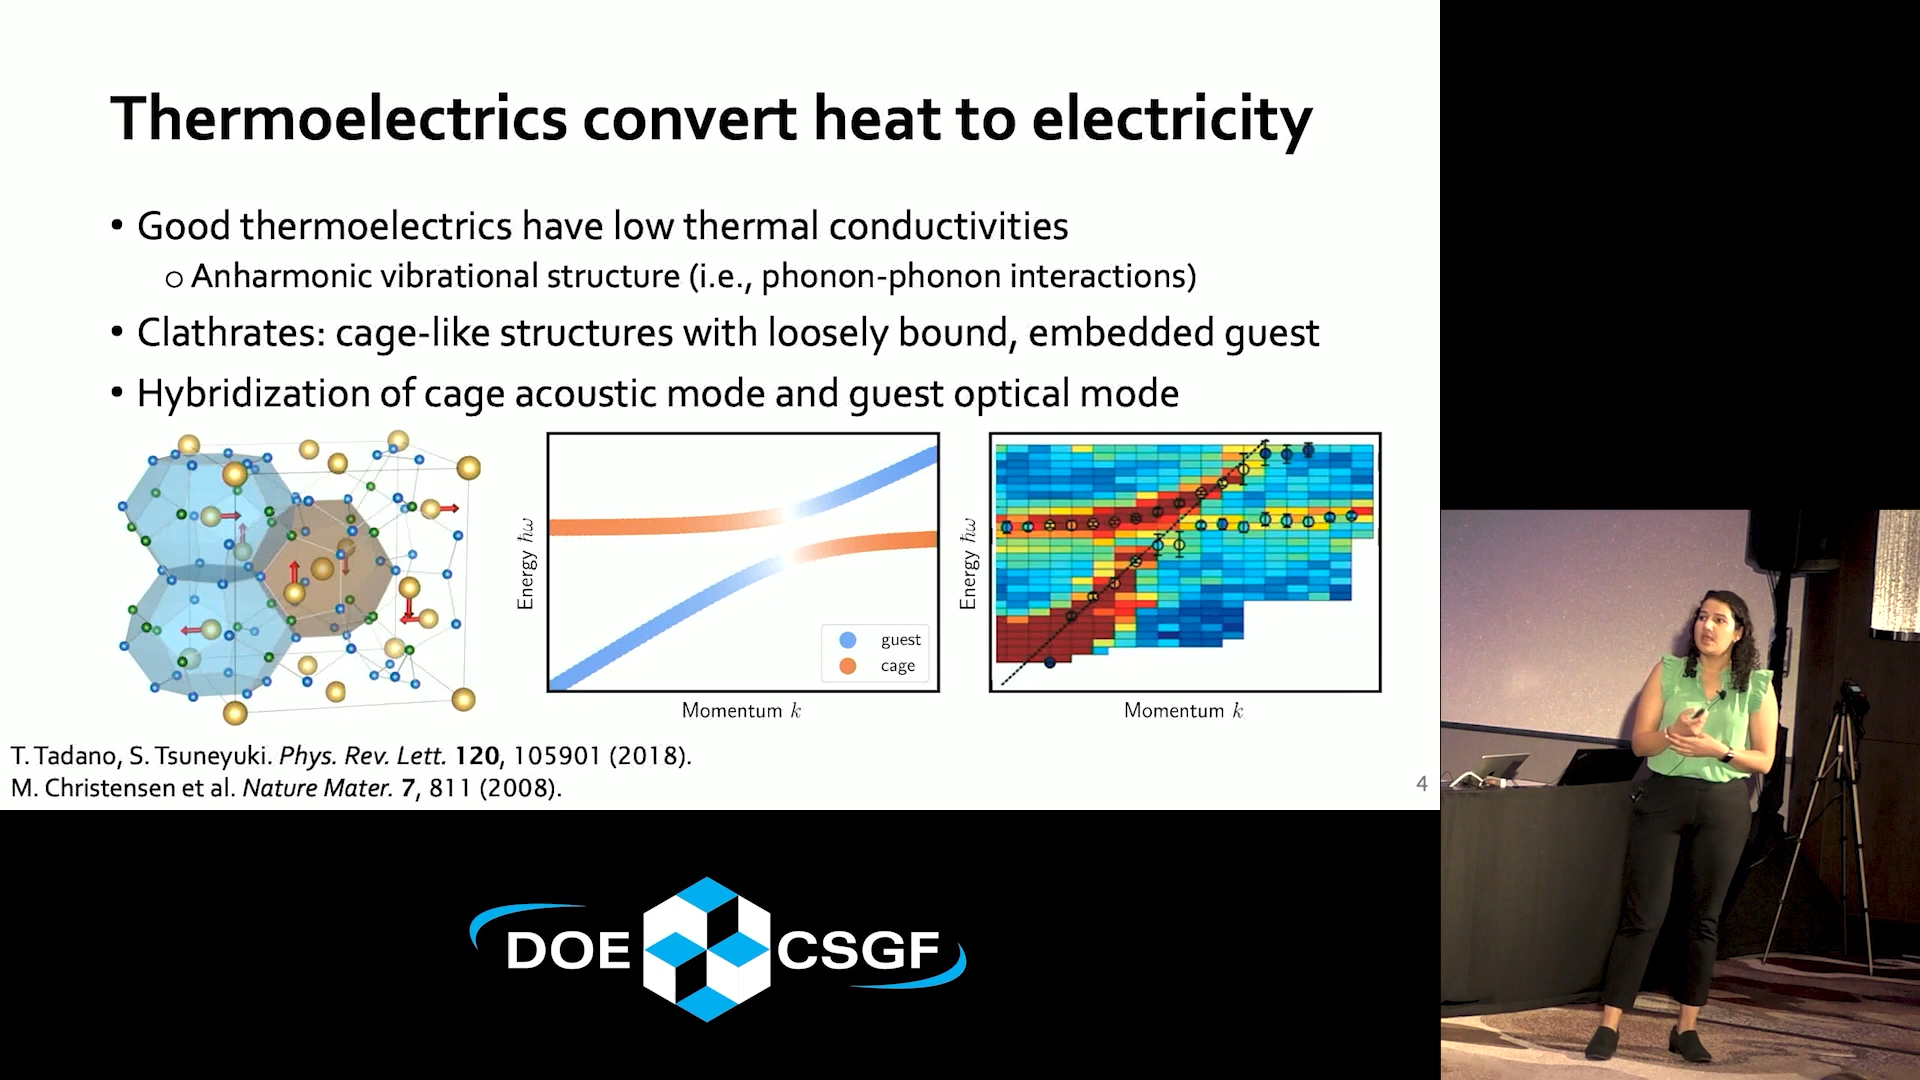 Thermoelectrics convert heat to electricity
• Good thermoelectrics have low thermal conductivities
o Anharmonic vibrational structure (i.e., phonon-phonon interactions)
• Clathrates: cage-like structures with loosely bound, embedded guest
• Hybridization of cage acoustic mode and guest optical mode
Energy ħω
guest
cage
Momentum k
Energy ħω
Momentum k
T. Tadano, S. Tsuneyuki. Phys. Rev. Lett. 120, 105901 (2018).
M. Christensen et al. Nature Mater. 7, 811 (2008).
4
DOE CSGF